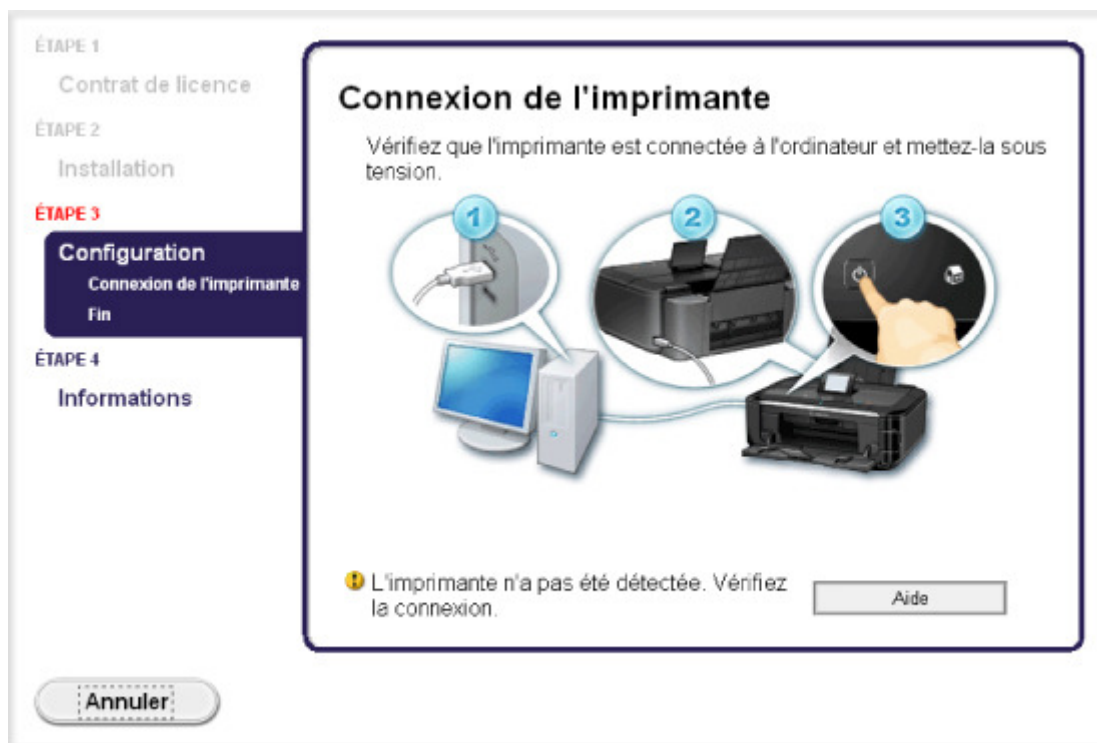 ÉTAPE 1
Contrat de licence
ÉTAPE 2
Installation
ÉTAPE 3
Configuration
Connexion de l'imprimante
Fin
ÉTAPE 4
Informations
Connexion de l'imprimante
Vérifiez que l'imprimante est connectée à l'ordinateur et mettez-la sous
tension.
1
2
3
L'imprimante n'a pas été détectée. Vérifiez
la connexion.
Aide
Annuler